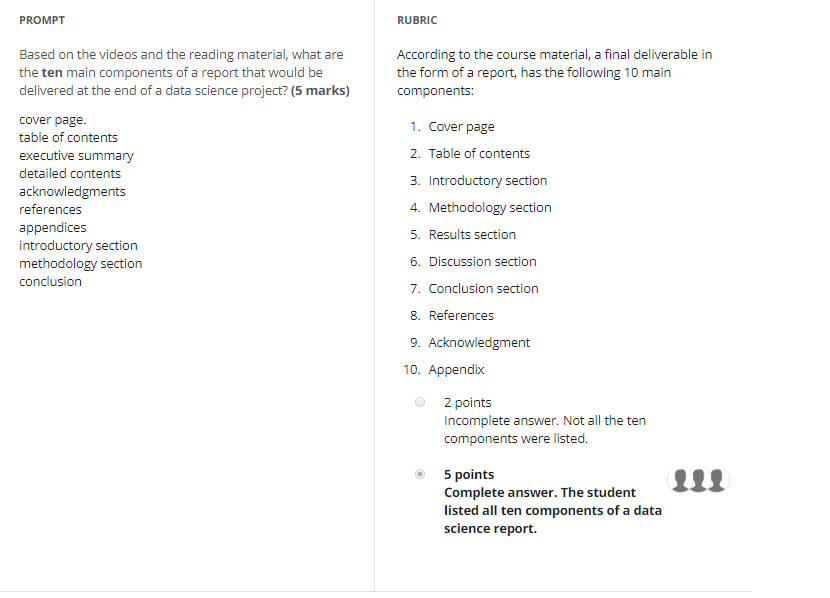 PROMPT
Based on the videos and the reading material, what are
the ten main components of a report that would be
delivered at the end of a data science project? (5 marks)
cover page.
table of contents
executive summary
detailed contents
acknowledgments
references
appendices
introductory section
methodology section
conclusion
RUBRIC
According to the course material, a final deliverable in
the form of a report, has the following 10 main
components:
1. Cover page
2. Table of contents
3. Introductory section
4. Methodology section
5. Results section
6. Discussion section
7. Conclusion section
8. References
9. Acknowledgment
10. Appendix
2 points
Incomplete answer. Not all the ten
components were listed.
5 points
Complete answer. The student
listed all ten components of a data
science report.